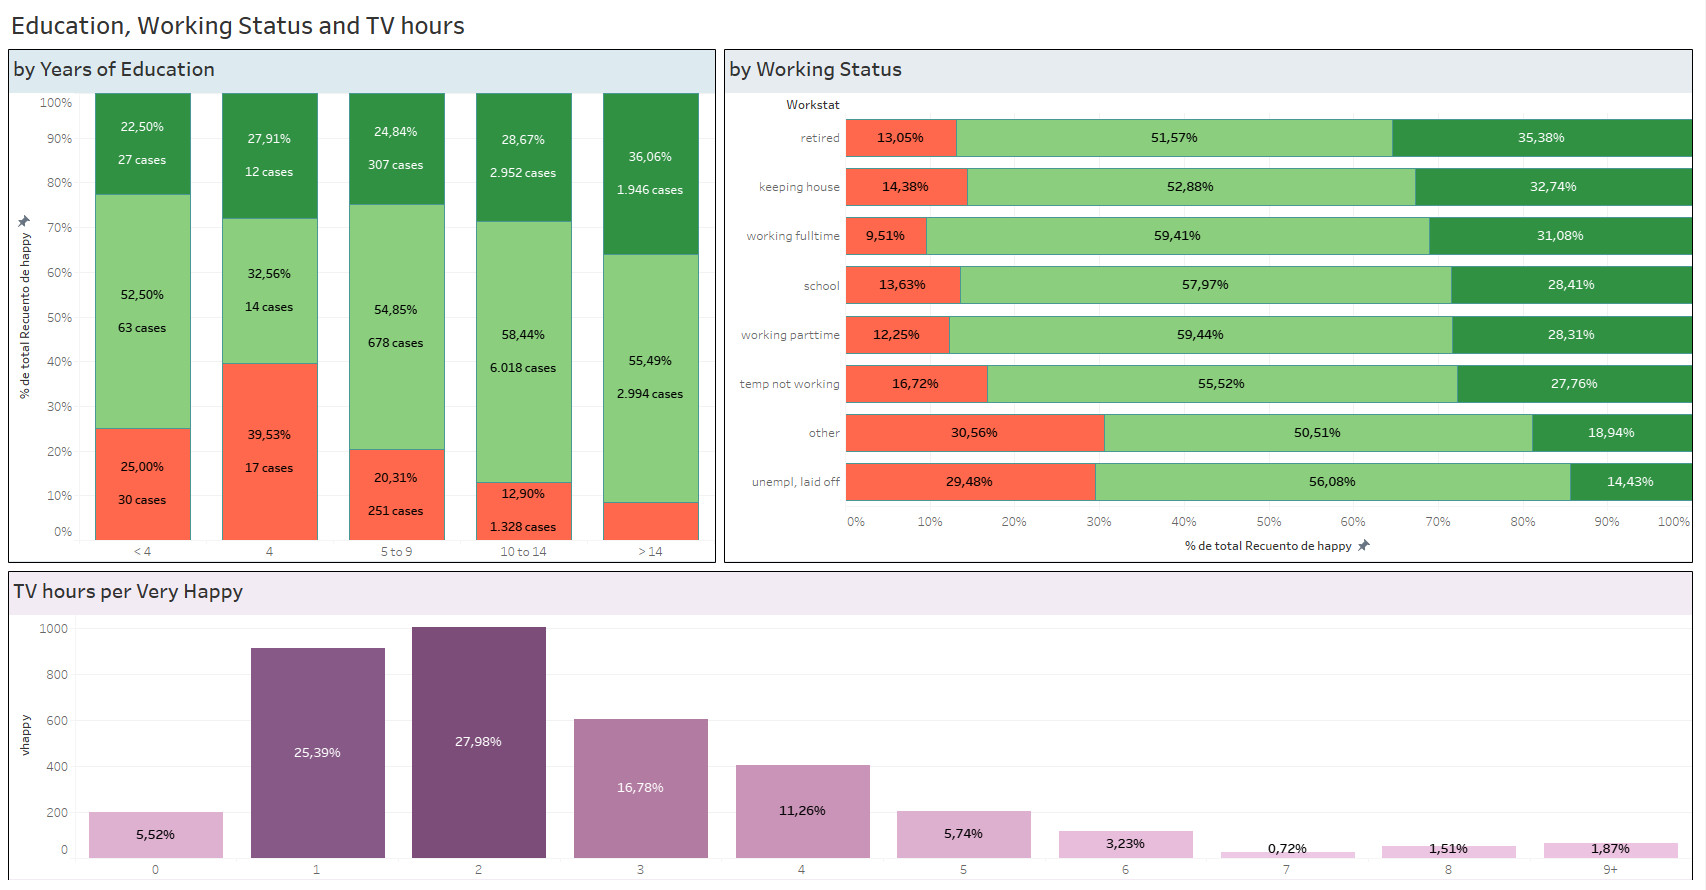 Education, Working Status and TV hours
by Years of Education
100%
90%
80%
70%
60%
50%
40%
30%
20%
10%
0%
% de total Recuento de happy
22,50%
27 cases
52,50%
63 cases
25,00%
30 cases
27,91%
12 cases
32,56%
14 cases
39,53%
17 cases
24,84%
307 cases
54,85%
678 cases
20,31%
251 cases
28,67%
2.952 cases
58,44%
6.018 cases
12,90%
1.328 cases
36,06%
1.946 cases
55,49%
2.994 cases
< 4
4
5 to 9
10 to 14
> 14
by Working Status
Workstat
retired 13,05% 51,57% 35,38%
keeping house 14,38% 52,88% 32,74%
working fulltime 9,51% 59,41% 31,08%
school 13,63% 57,97% 28,41%
working parttime 12,25% 59,44% 28,31%
temp not working 16,72% 55,52% 27,76%
other 30,56% 50,51% 18,94%
unempl, laid off 29,48% 56,08% 14,43%
0% 10% 20% 30% 40% 50% 60% 70% 80% 90% 100%
% de total Recuento de happy
TV hours per Very Happy
1000
800
600
400
200
0
vhappy
5,52% 25,39% 27,98% 16,78% 11,26% 5,74% 3,23% 0,72% 1,51% 1,87%
0 1 2 3 4 5 6 7 8 9+